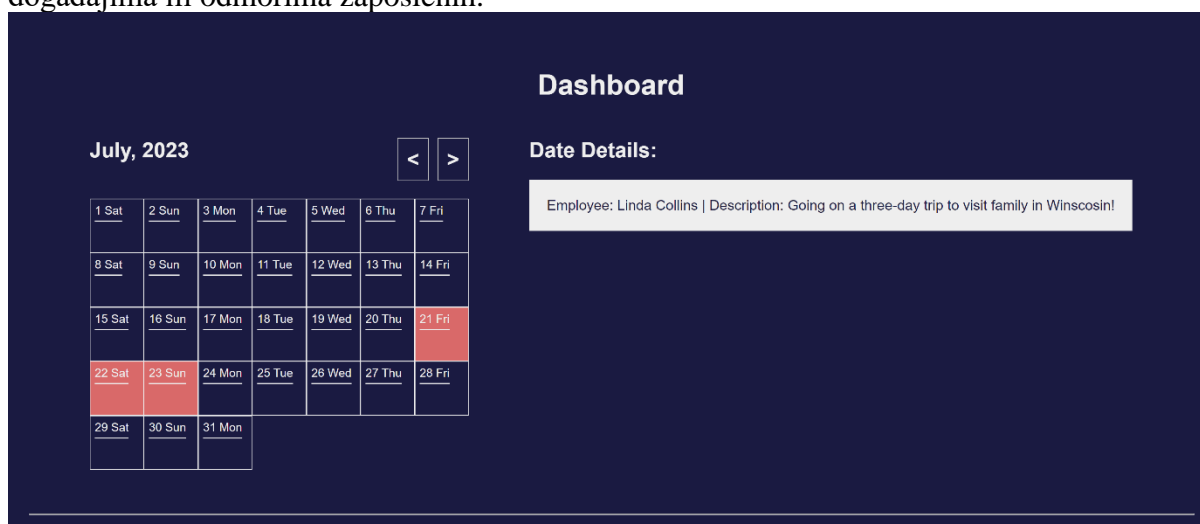 događajima ili odmorima zaposlenih.
Dashboard
July, 2023
< >
Date Details:
Employee: Linda Collins | Description: Going on a three-day trip to visit family in Winscosin!
1 Sat 2 Sun 3 Mon 4 Tue 5 Wed 6 Thu 7 Fri
8 Sat 9 Sun 10 Mon 11 Tue 12 Wed 13 Thu 14 Fri
15 Sat 16 Sun 17 Mon 18 Tue 19 Wed 20 Thu 21 Fri
22 Sat 23 Sun 24 Mon 25 Tue 26 Wed 27 Thu 28 Fri
29 Sat 30 Sun 31 Mon